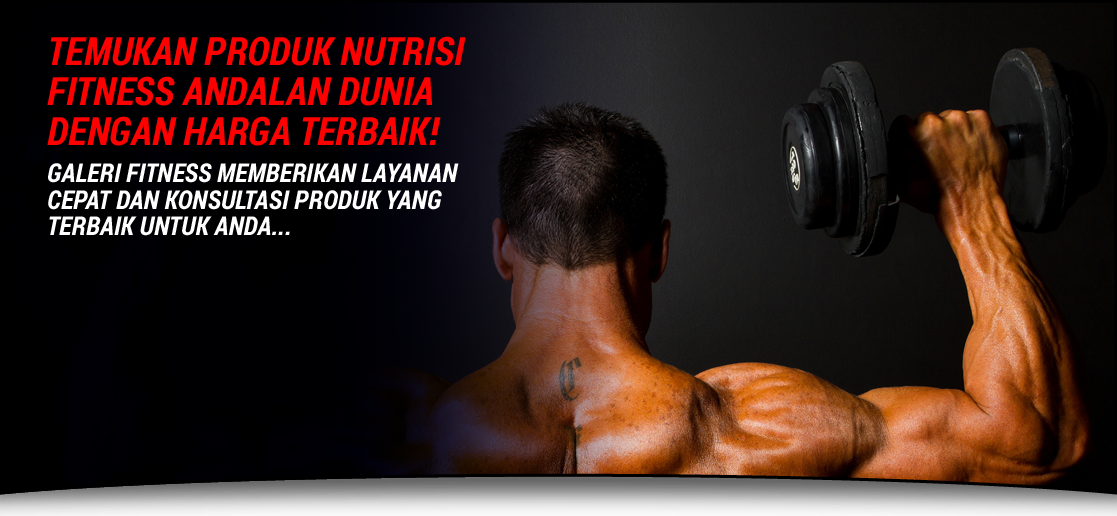 TEMUKAN PRODUK NUTRISI
FITNESS ANDALAN DUNIA
DENGAN HARGA TERBAIK!
GALERI FITNESS MEMBERIKAN LAYANAN
CEPAT DAN KONSULTASI PRODUK YANG
TERBAIK UNTUK ANDA...